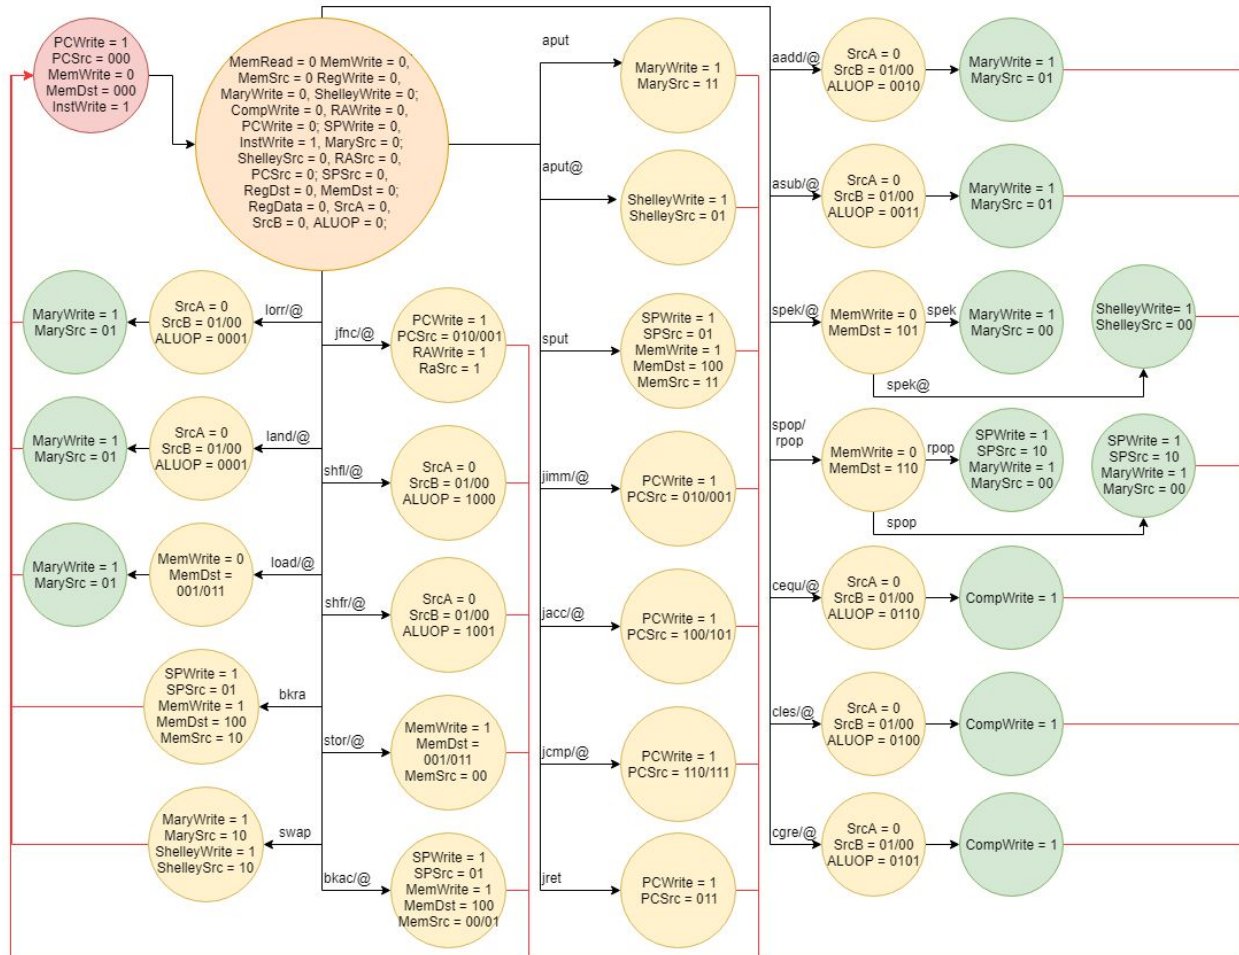 PCWrite = 1
PCSrc = 000
MemWrite = 0
MemDst = 000
InstWrite = 1
MemRead = 0 MemWrite = 0,
MemSrc = 0 RegWrite = 0,
MaryWrite = 0, ShelleyWrite = 0;
CompWrite = 0, RAWrite = 0,
PCWrite = 0; SPWrite = 0,
InstWrite = 1, MarySrc = 0;
ShelleySrc = 0, RASrc = 0,
PCSrc = 0; SPSrc = 0,
RegDst = 0, MemDst = 0;
RegData = 0, SrcA = 0,
SrcB = 0, ALUOP = 0;
lorr/@
SrcA = 0
SrcB = 01/00
ALUOP = 0001
MaryWrite = 1
MarySrc = 01
land/@
SrcA = 0
SrcB = 01/00
ALUOP = 0001
MaryWrite = 1
MarySrc = 01
load/@
MemWrite = 0
MemDst =
001/011
MaryWrite = 1
MarySrc = 01
bkra
SPWrite = 1
SPSrc = 01
MemWrite = 1
MemDst = 100
MemSrc = 10
swap
MaryWrite = 1
MarySrc = 10
ShelleyWrite = 1
ShelleySrc = 10
jfnc/@
PCWrite = 1
PCSrc = 010/001
RAWrite = 1
RaSrc = 1
shfl/@
SrcA = 0
SrcB = 01/00
ALUOP = 1000
shfr/@
SrcA = 0
SrcB = 01/00
ALUOP = 1001
stor/@
MemWrite = 1
MemDst =
001/011
MemSrc = 00
bkac/@
SPWrite = 1
SPSrc = 01
MemWrite = 1
MemDst = 100
MemSrc = 00/01
aput
MaryWrite = 1
MarySrc = 11
aput@
ShelleyWrite = 1
ShelleySrc = 01
sput
SPWrite = 1
SPSrc = 01
MemWrite = 1
MemDst = 100
MemSrc = 11
jimm/@
PCWrite = 1
PCSrc = 010/001
jacc/@
PCWrite = 1
PCSrc = 100/101
jcmp/@
PCWrite = 1
PCSrc = 110/111
jret
PCWrite = 1
PCSrc = 011
aadd/@
SrcA = 0
SrcB = 01/00
ALUOP = 0010
MaryWrite = 1
MarySrc = 01
asub/@
SrcA = 0
SrcB = 01/00
ALUOP = 0011
MaryWrite = 1
MarySrc = 01
spek/@
MemWrite = 0
MemDst = 101
spek
MaryWrite = 1
MarySrc = 00
ShelleyWrite= 1
ShelleySrc = 00
spek@
spop/
rpop
MemWrite = 0
MemDst = 110
rpop
SPWrite = 1
SPSrc = 10
MaryWrite = 1
MarySrc = 00
SPWrite = 1
SPSrc = 10
MaryWrite = 1
MarySrc = 00
spop
cequ/@
SrcA = 0
SrcB = 01/00
ALUOP = 0110
CompWrite = 1
cles/@
SrcA = 0
SrcB = 01/00
ALUOP = 0100
CompWrite = 1
cgre/@
SrcA = 0
SrcB = 01/00
ALUOP = 0101
CompWrite = 1